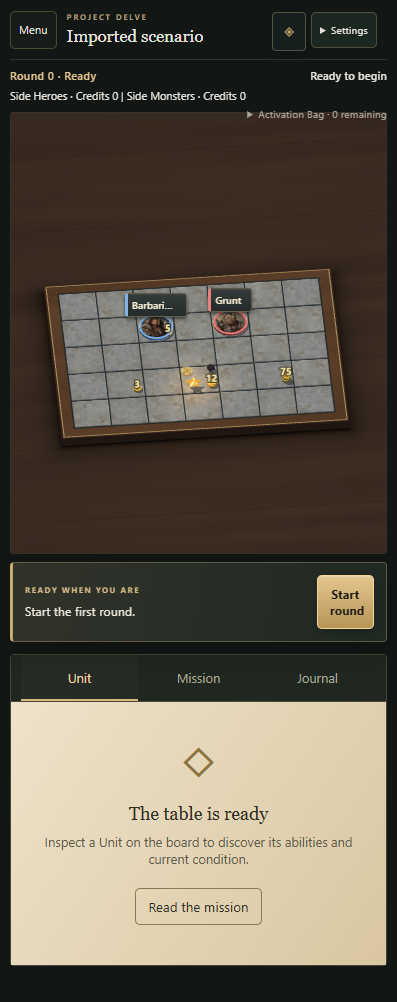 Menu
PROJECT DELVE
Imported scenario
Settings
Round 0 · Ready
Ready to begin
Side Heroes · Credits 0 | Side Monsters · Credits 0
Activation Bag · 0 remaining
Barbari...
Grunt
5
3
12
75
READY WHEN YOU ARE
Start the first round.
Start
round
Unit
Mission
Journal
The table is ready
Inspect a Unit on the board to discover its abilities and
current condition.
Read the mission